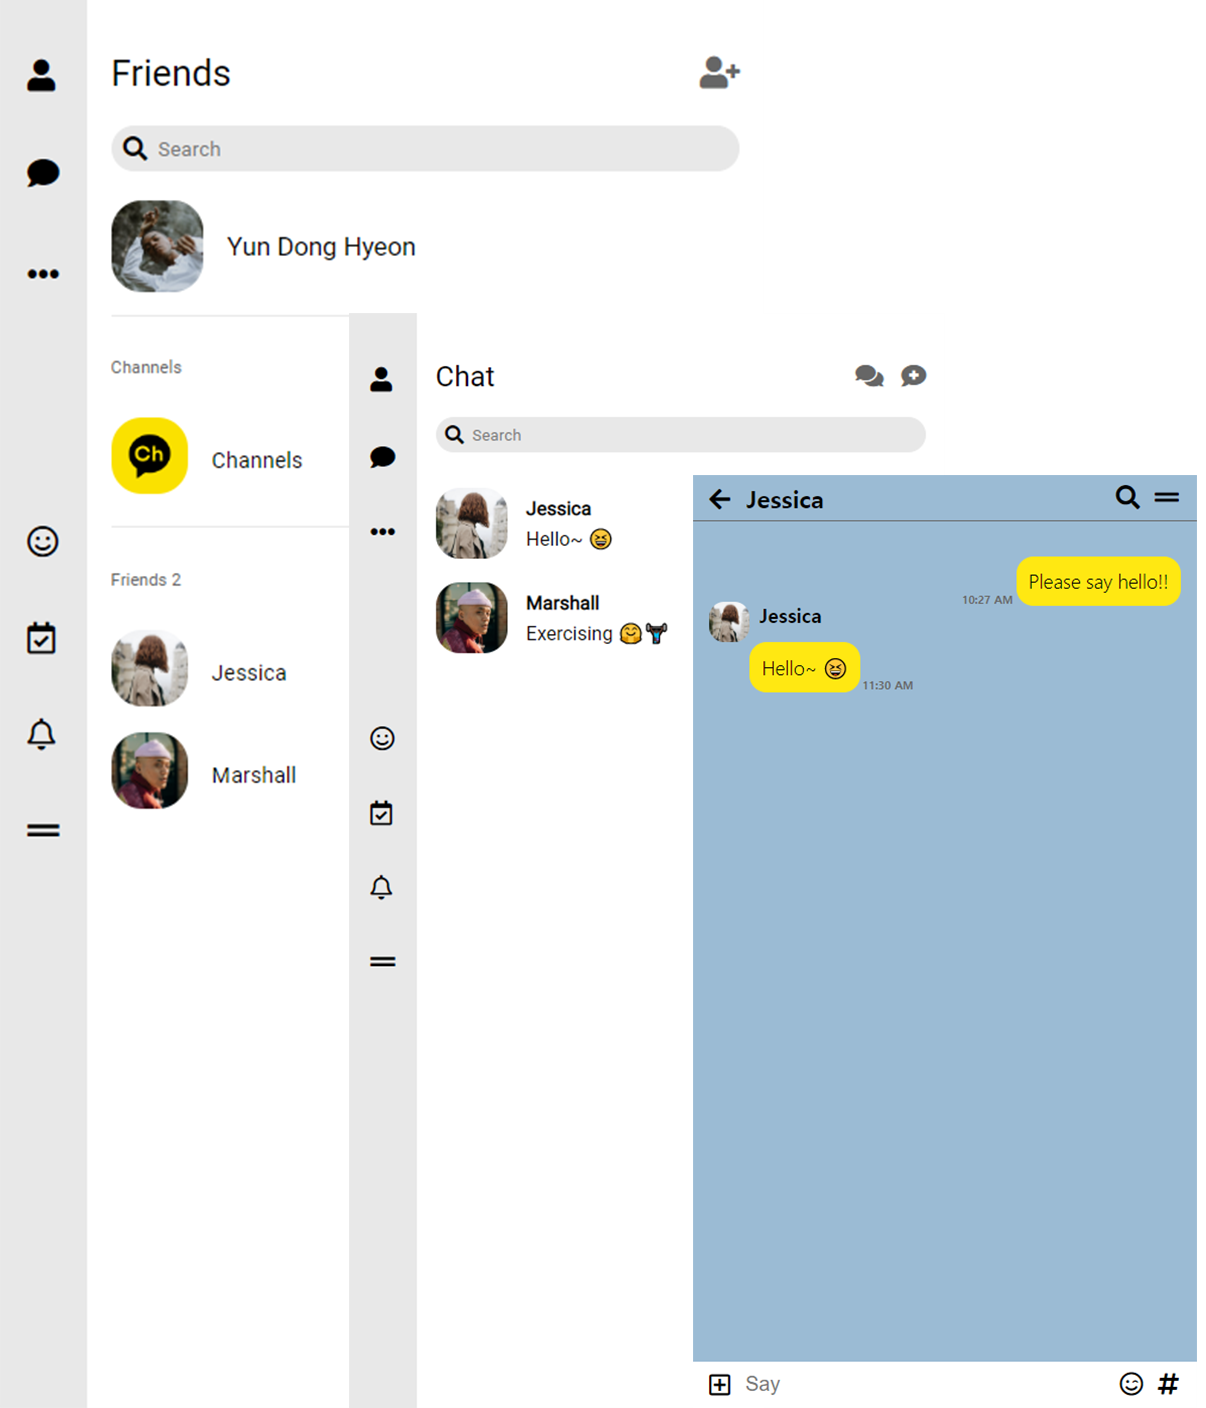 Friends
Search
Yun Dong Hyeon
Channels
Ch
Channels
Friends 2
Jessica
Marshall
Chat
Search
Jessica
Hello~ 😆
Marshall
Exercising 🤗
Jessica
Please say hello!!
10:27 AM
Jessica
Hello~ 😆
11:30 AM
Say
#